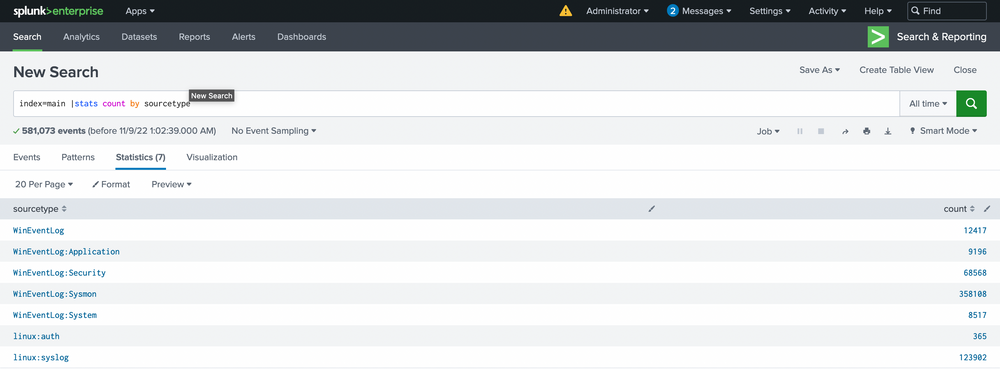 splunk>enterprise Apps Administrator 2 Messages Settings Activity Help Find
Search Analytics Datasets Reports Alerts Dashboards Search & Reporting
New Search Save As Create Table View Close
New Search
index=main |stats count by sourcetype All time
581,073 events (before 11/9/22 1:02:39.000 AM) No Event Sampling Job Smart Mode
Events Patterns Statistics (7) Visualization
20 Per Page Format Preview
sourcetype count
WinEventLog 12417
WinEventLog:Application 9196
WinEventLog:Security 68568
WinEventLog:Sysmon 358108
WinEventLog:System 8517
linux:auth 365
linux:syslog 123902